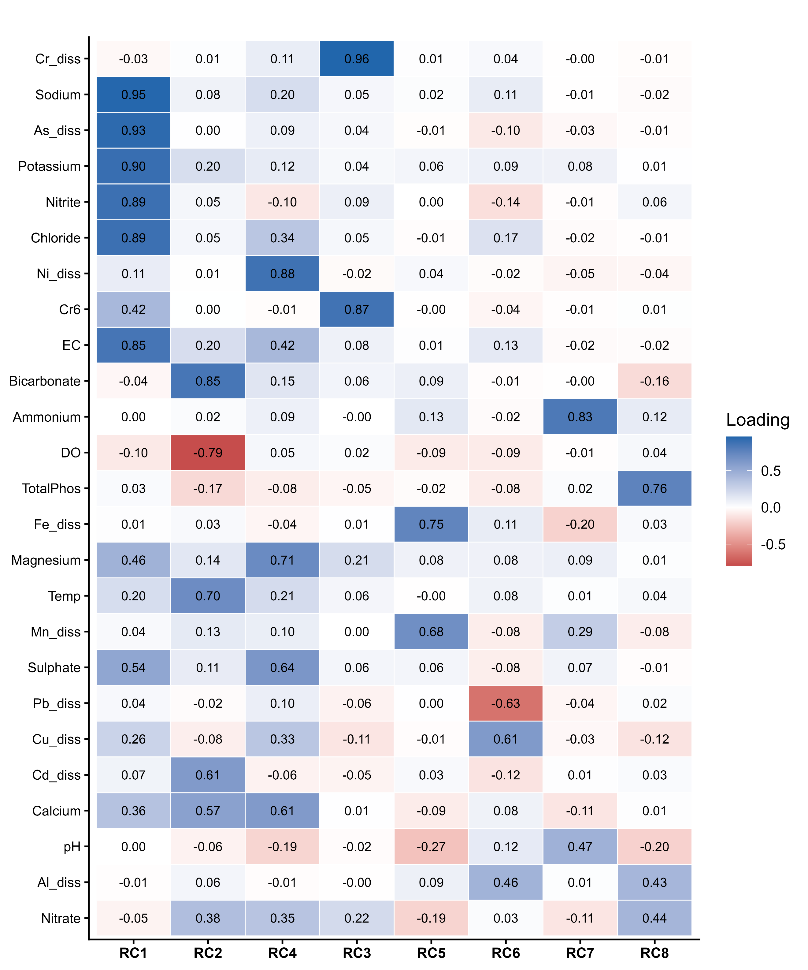 Cr_diss -0.03 0.01 0.11 0.96 0.01 0.04 -0.00 -0.01
Sodium 0.95 0.08 0.20 0.05 0.02 0.11 -0.01 -0.02
As_diss 0.93 0.00 0.09 0.04 -0.01 -0.10 -0.03 -0.01
Potassium 0.90 0.20 0.12 0.04 0.06 0.09 0.08 0.01
Nitrite 0.89 0.05 -0.10 0.09 0.00 -0.14 -0.01 0.06
Chloride 0.89 0.05 0.34 0.05 -0.01 0.17 -0.02 -0.01
Ni_diss 0.11 0.01 0.88 -0.02 0.04 -0.02 -0.05 -0.04
Cr6 0.42 0.00 -0.01 0.87 -0.00 -0.04 -0.01 0.01
EC 0.85 0.20 0.42 0.08 0.01 0.13 -0.02 -0.02
Bicarbonate -0.04 0.85 0.15 0.06 0.09 -0.01 -0.00 -0.16
Ammonium 0.00 0.02 0.09 -0.00 0.13 -0.02 0.83 0.12
DO -0.10 -0.79 0.05 0.02 -0.09 -0.09 -0.01 0.04
TotalPhos 0.03 -0.17 -0.08 -0.05 -0.02 -0.08 0.02 0.76
Fe_diss 0.01 0.03 -0.04 0.01 0.75 0.11 -0.20 0.03
Magnesium 0.46 0.14 0.71 0.21 0.08 0.08 0.09 0.01
Temp 0.20 0.70 0.21 0.06 -0.00 0.08 0.01 0.04
Mn_diss 0.04 0.13 0.10 0.00 0.68 -0.08 0.29 -0.08
Sulphate 0.54 0.11 0.64 0.06 0.06 -0.08 0.07 -0.01
Pb_diss 0.04 -0.02 0.10 -0.06 0.00 -0.63 -0.04 0.02
Cu_diss 0.26 -0.08 0.33 -0.11 -0.01 0.61 -0.03 -0.12
Cd_diss 0.07 0.61 -0.06 -0.05 0.03 -0.12 0.01 0.03
Calcium 0.36 0.57 0.61 0.01 -0.09 0.08 -0.11 0.01
pH 0.00 -0.06 -0.19 -0.02 -0.27 0.12 0.47 -0.20
Al_diss -0.01 0.06 -0.01 -0.00 0.09 0.46 0.01 0.43
Nitrate -0.05 0.38 0.35 0.22 -0.19 0.03 -0.11 0.44
RC1 RC2 RC4 RC3 RC5 RC6 RC7 RC8
Loading
0.5
0.0
-0.5